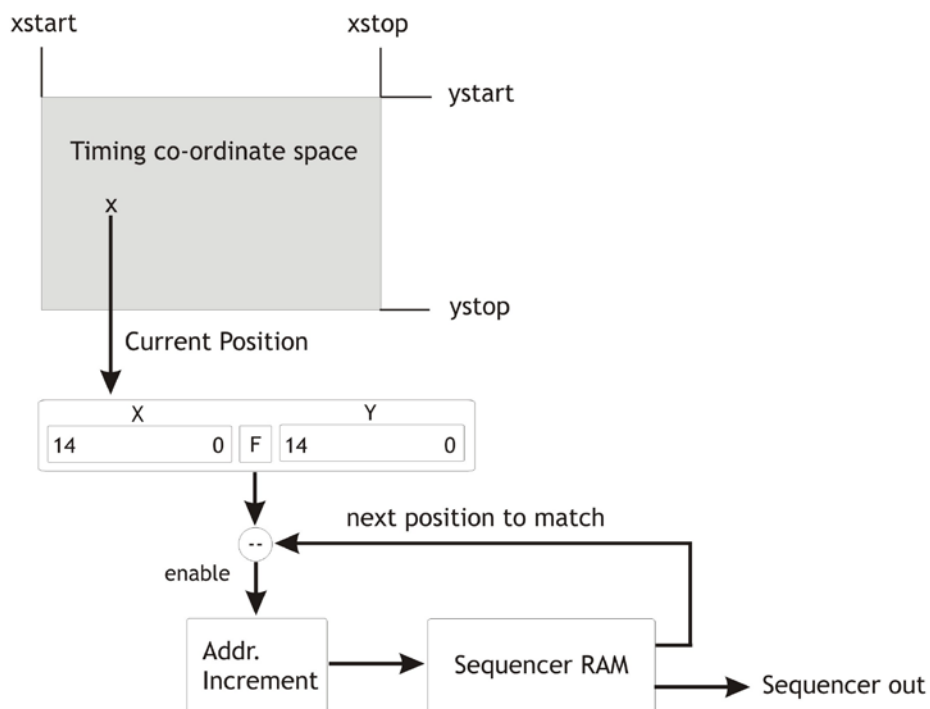 xstart
xstop
ystart
Timing co-ordinate space
x
ystop
Current Position
X
Y
14 0 F 14 0
next position to match
--
enable
Addr.
Increment
Sequencer RAM
Sequencer out